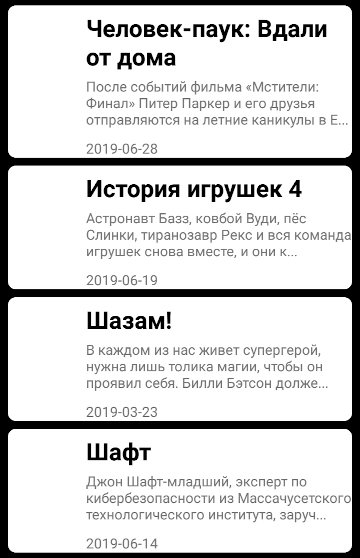 Человек-паук: Вдали
от дома
После событий фильма «Мстители:
Финал» Питер Паркер и его друзья
отправляются на летние каникулы в Е...
2019-06-28
История игрушек 4
Астронавт Базз, ковбой Вуди, пёс
Слинки, тиранозавр Рекс и вся команда
игрушек снова вместе, и они к...
2019-06-19
Шазам!
В каждом из нас живет супергерой,
нужна лишь толика магии, чтобы он
проявил себя. Билли Бэтсон долже...
2019-03-23
Шафт
Джон Шафт-младший, эксперт по
кибербезопасности из Массачусетского
технологического института, заруч...
2019-06-14